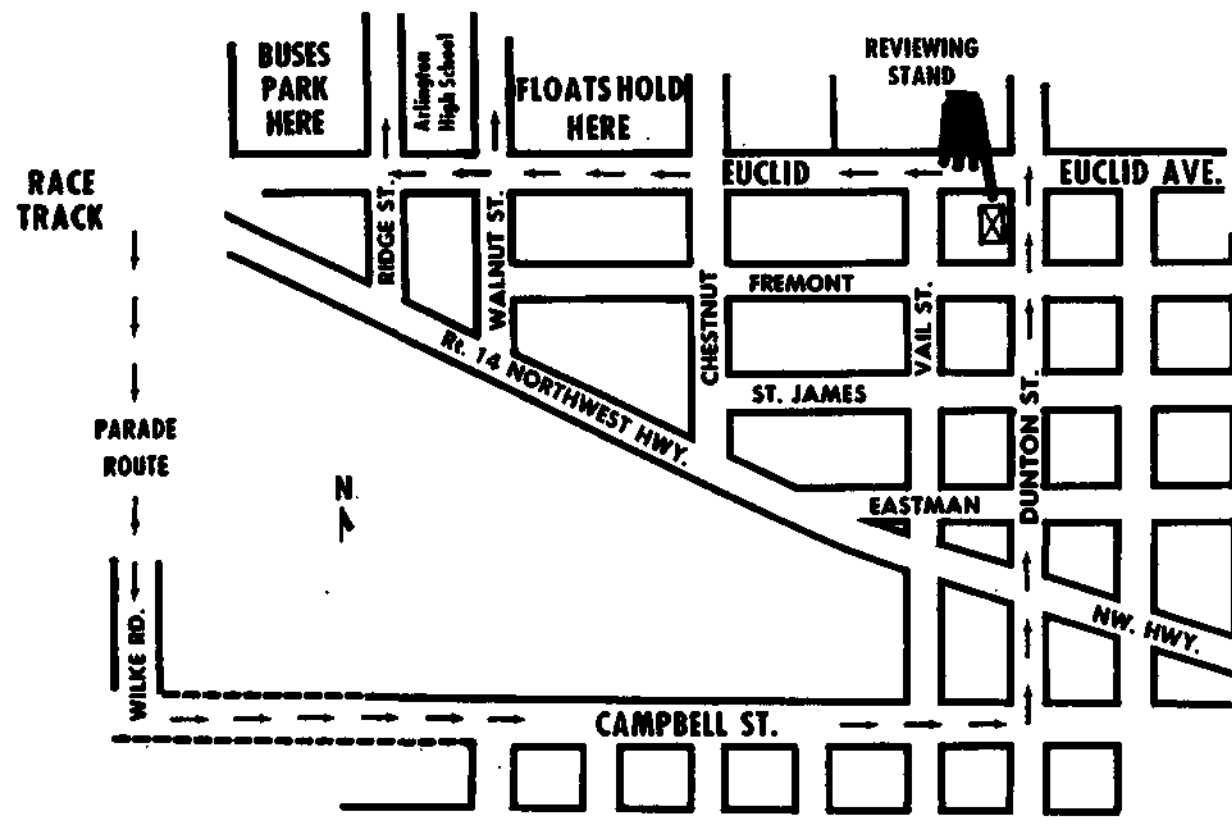 BUSES
PARK
HERE
Arlington
High School
FLOATS HOLD
HERE
REVIEWING
STAND
RACE
TRACK
EUCLID
EUCLID AVE.
RIDGE ST.
WALNUT ST.
FREMONT
CHESTNUT
VAIL ST.
Rt. 14 NORTHWEST HWY.
ST. JAMES
DUNTON ST.
PARADE
ROUTE
N
EASTMAN
NW. HWY.
WILKE RD.
CAMPBELL ST.